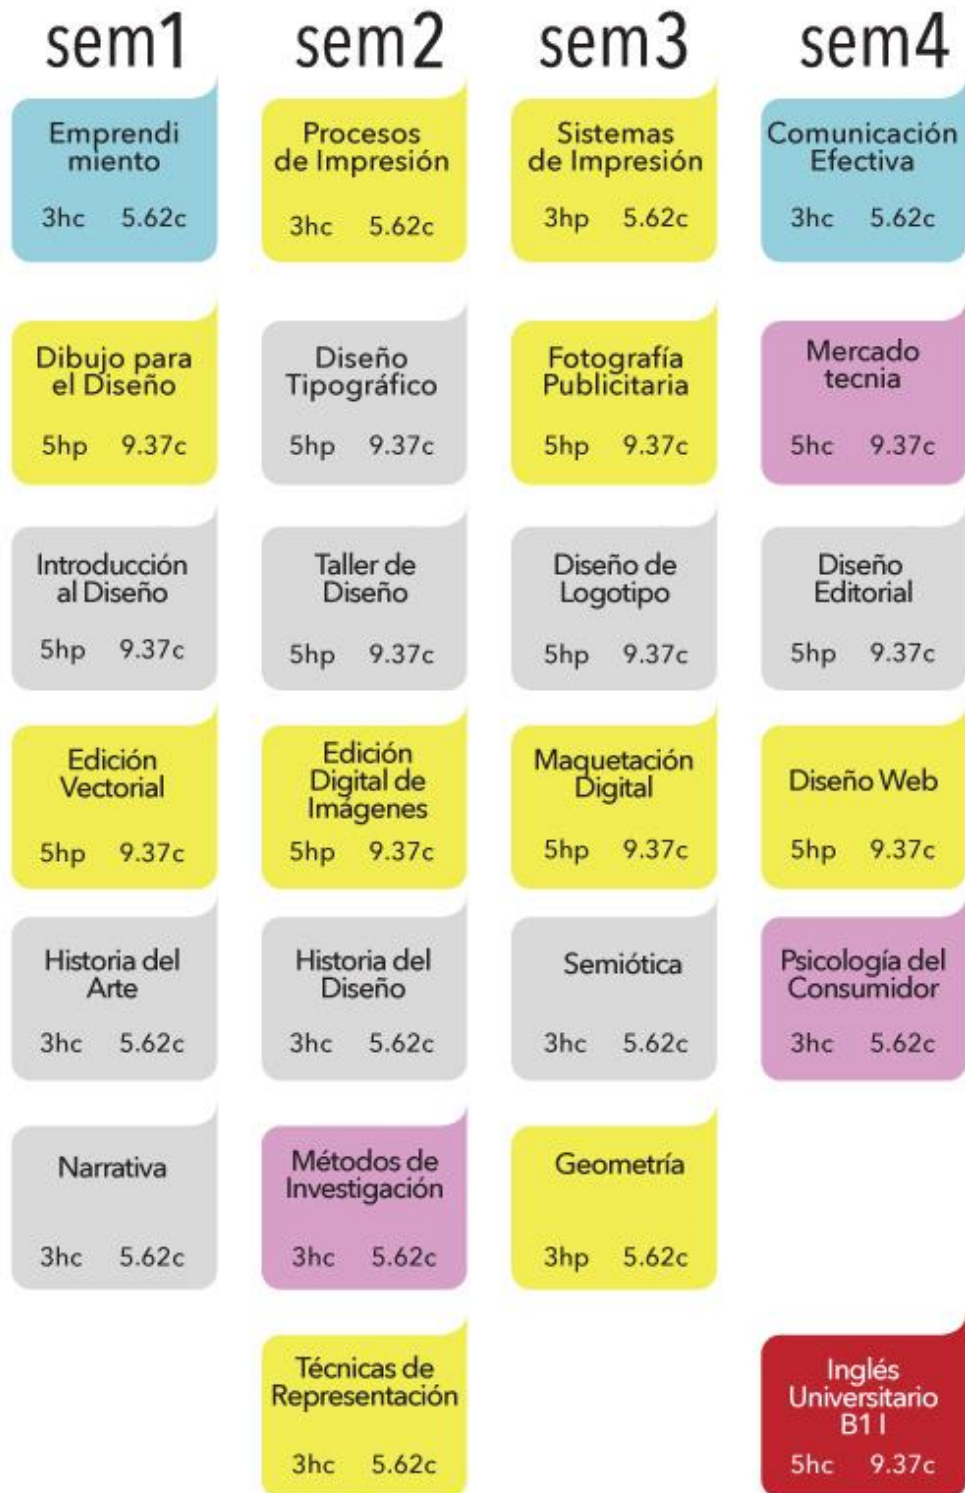 sem1 sem2 sem3 sem4
Emprendi
miento
3hc 5.62c
Procesos
de Impresión
3hc 5.62c
Sistemas
de Impresión
3hp 5.62c
Comunicación
Efectiva
3hc 5.62c
Dibujo para
el Diseño
5hp 9.37c
Diseño
Tipográfico
5hp 9.37c
Fotografía
Publicitaria
5hp 9.37c
Mercado
tecnia
5hc 9.37c
Introducción
al Diseño
5hp 9.37c
Taller de
Diseño
5hp 9.37c
Diseño de
Logotipo
5hp 9.37c
Diseño
Editorial
5hp 9.37c
Edición
Vectorial
5hp 9.37c
Edición
Digital de
Imágenes
5hp 9.37c
Maquetación
Digital
5hp 9.37c
Diseño Web
5hp 9.37c
Historia del
Arte
3hc 5.62c
Historia del
Diseño
3hc 5.62c
Semiótica
3hc 5.62c
Psicología del
Consumidor
3hc 5.62c
Narrativa
3hc 5.62c
Métodos de
Investigación
3hc 5.62c
Geometría
3hp 5.62c
Técnicas de
Representación
3hc 5.62c
Inglés
Universitario
B1 I
5hc 9.37c